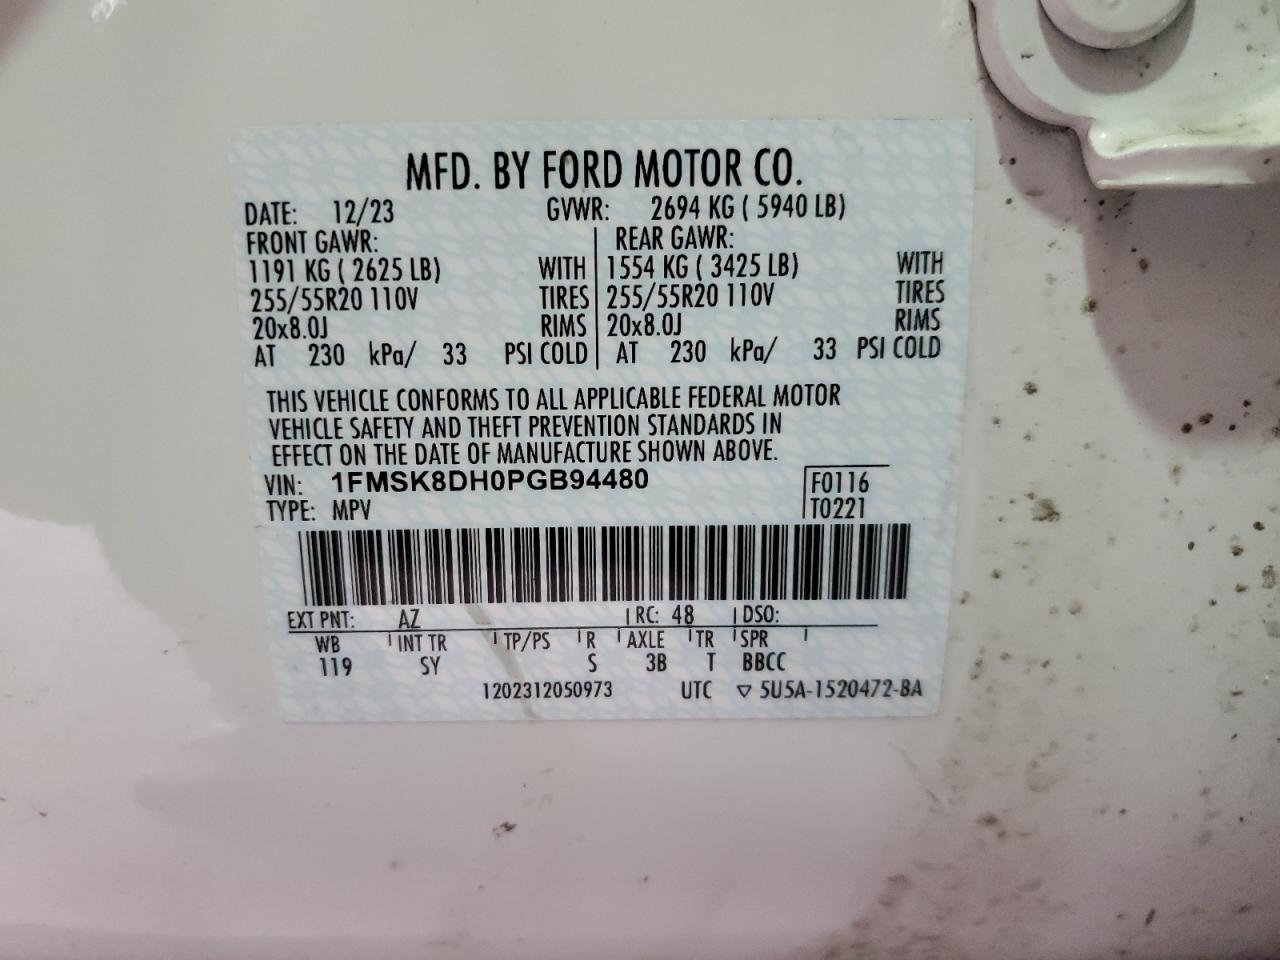 MFD. BY FORD MOTOR CO.
DATE: 12/23 GVWR: 2694 KG ( 5940 LB)
FRONT GAWR: REAR GAWR:
1191 KG ( 2625 LB) WITH 1554 KG ( 3425 LB) WITH
255/55R20 110V TIRES 255/55R20 110V TIRES
20x8.0J RIMS 20x8.0J RIMS
AT 230 kPa/ 33 PSI COLD AT 230 kPa/ 33 PSI COLD
THIS VEHICLE CONFORMS TO ALL APPLICABLE FEDERAL MOTOR
VEHICLE SAFETY AND THEFT PREVENTION STANDARDS IN
EFFECT ON THE DATE OF MANUFACTURE SHOWN ABOVE.
VIN: 1FMSK8DH0PGB94480 F0116
TYPE: MPV T0221
EXT PNT: AZ RC: 48 DSO:
WB INT TR TP/PS R AXLE TR SPR
119 SY S 3B T BBCC
1202312050973 UTC ▽ 5U5A-1520472-BA